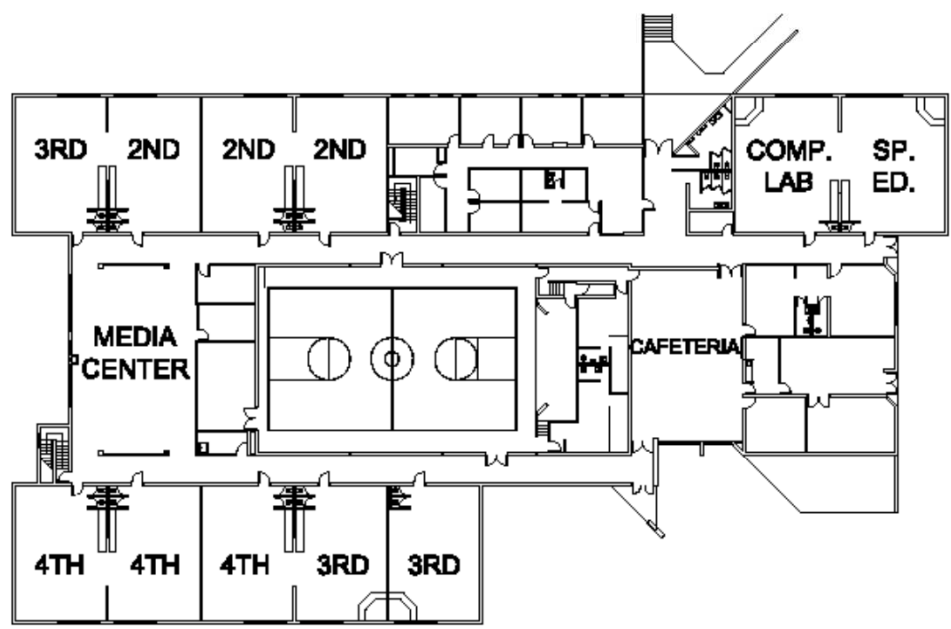 3RD 2ND 2ND 2ND
COMP.
LAB
SP.
ED.
MEDIA
CENTER
CAFETERIA
4TH 4TH 4TH 3RD 3RD